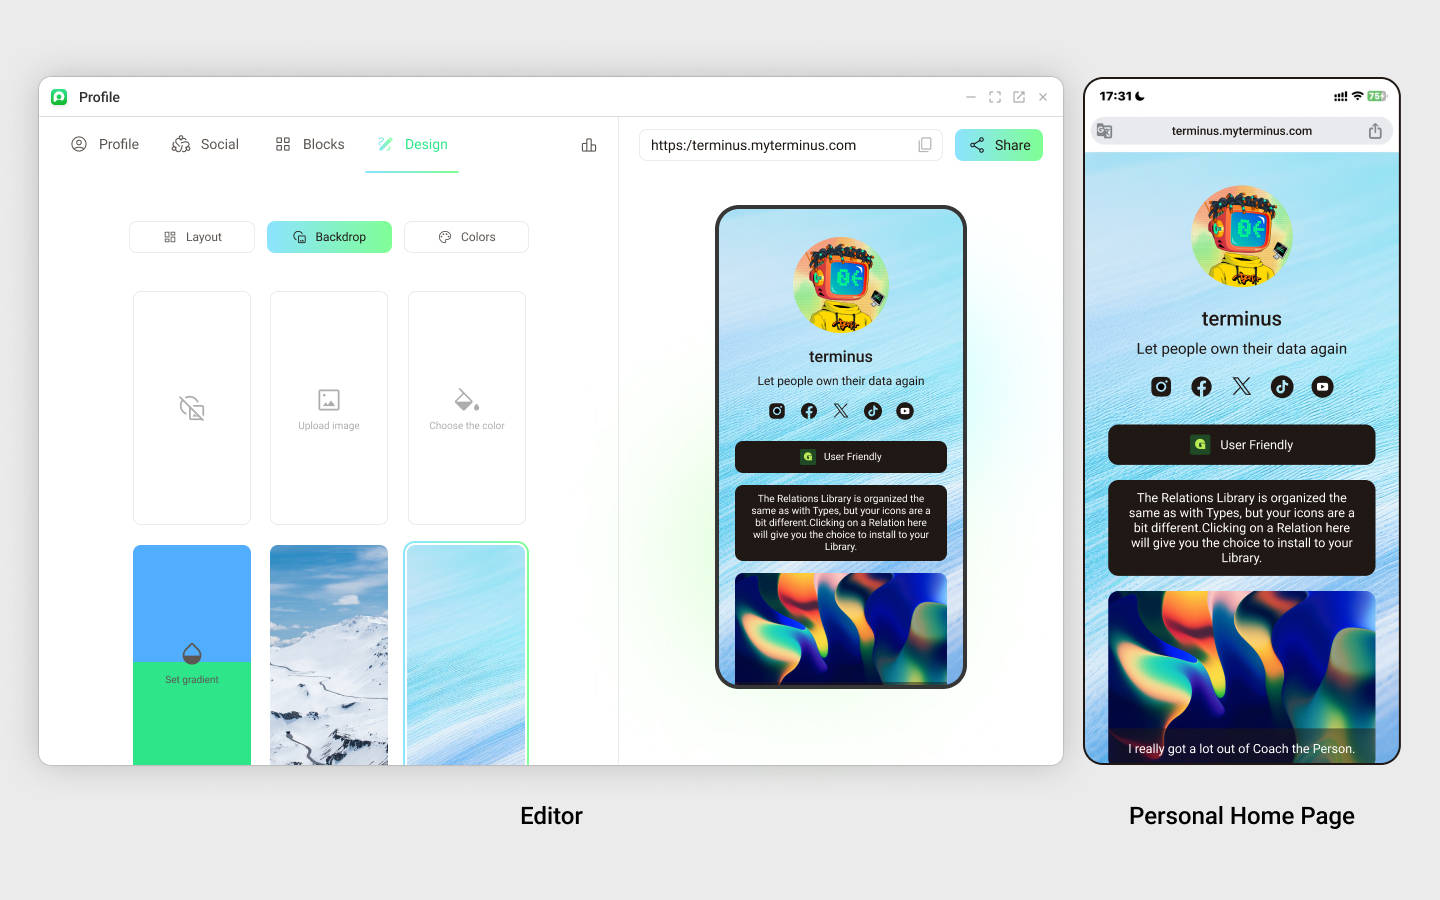 Profile
Profile
Social
Blocks
Design
Layout
Backdrop
Colors
Upload image
Choose the color
Set gradient
https:/terminus.myterminus.com
Share
terminus
Let people own their data again
User Friendly
The Relations Library is organized the
same as with Types, but your icons are a
bit different.Clicking on a Relation here
will give you the choice to install to your
Library.
17:31
75
terminus.myterminus.com
terminus
Let people own their data again
User Friendly
The Relations Library is organized the
same as with Types, but your icons are a
bit different.Clicking on a Relation here
will give you the choice to install to your
Library.
I really got a lot out of Coach the Person.
Editor
Personal Home Page